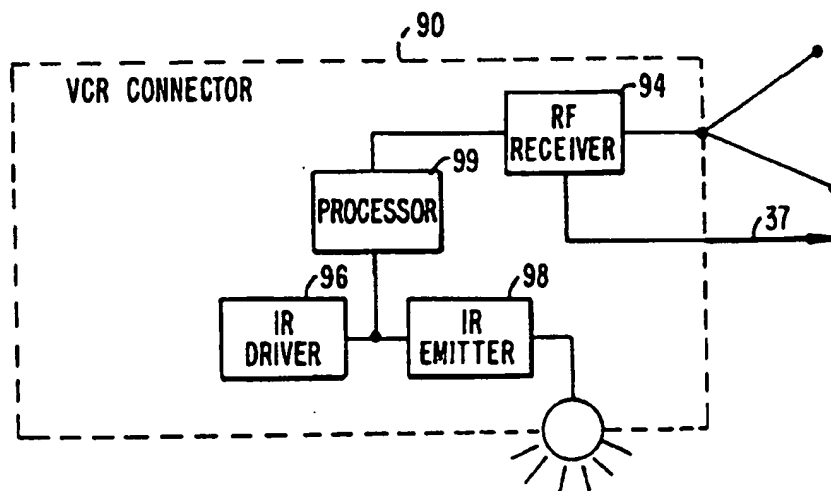 90
VCR CONNECTOR
94
RF
RECEIVER
99
PROCESSOR
37
96
IR
DRIVER
98
IR
EMITTER